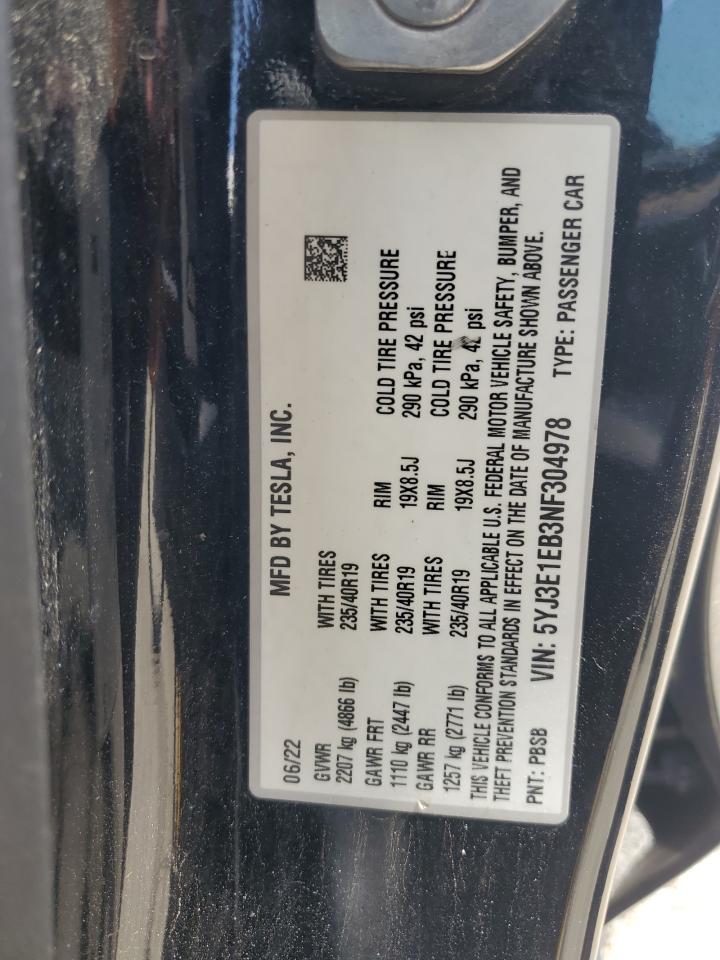 MFD BY TESLA, INC.
06/22
GVWR WITH TIRES
2207 kg (4866 lb) 235/40R19
GAWR FRT WITH TIRES RIM COLD TIRE PRESSURE
1110 kg (2447 lb) 235/40R19 19X8.5J 290 kPa, 42 psi
GAWR RR WITH TIRES RIM COLD TIRE PRESSURE
1257 kg (2771 lb) 235/40R19 19X8.5J 290 kPa, 42 psi
THIS VEHICLE CONFORMS TO ALL APPLICABLE U.S. FEDERAL MOTOR VEHICLE SAFETY, BUMPER, AND
THEFT PREVENTION STANDARDS IN EFFECT ON THE DATE OF MANUFACTURE SHOWN ABOVE.
PNT: PBSB VIN: 5YJ3E1EB3NF304978 TYPE: PASSENGER CAR